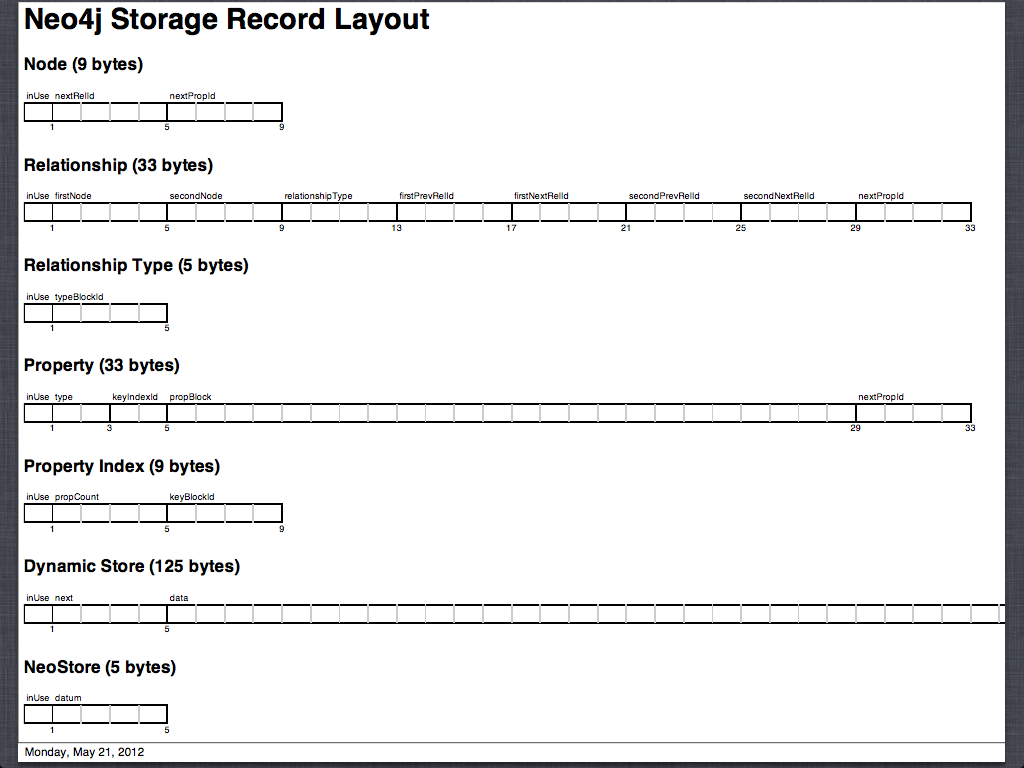 Neo4j Storage Record Layout
Node (9 bytes)
inUse nextRelId nextPropId
1 5 9
Relationship (33 bytes)
inUse firstNode secondNode relationshipType firstPrevRelId firstNextRelId secondPrevRelId secondNextRelId nextPropId
1 5 9 13 17 21 25 29 33
Relationship Type (5 bytes)
inUse typeBlockId
1 5
Property (33 bytes)
inUse type keyIndexId propBlock nextPropId
1 3 5 29 33
Property Index (9 bytes)
inUse propCount keyBlockId
1 5 9
Dynamic Store (125 bytes)
inUse next data
1 5
NeoStore (5 bytes)
inUse datum
1 5
Monday, May 21, 2012